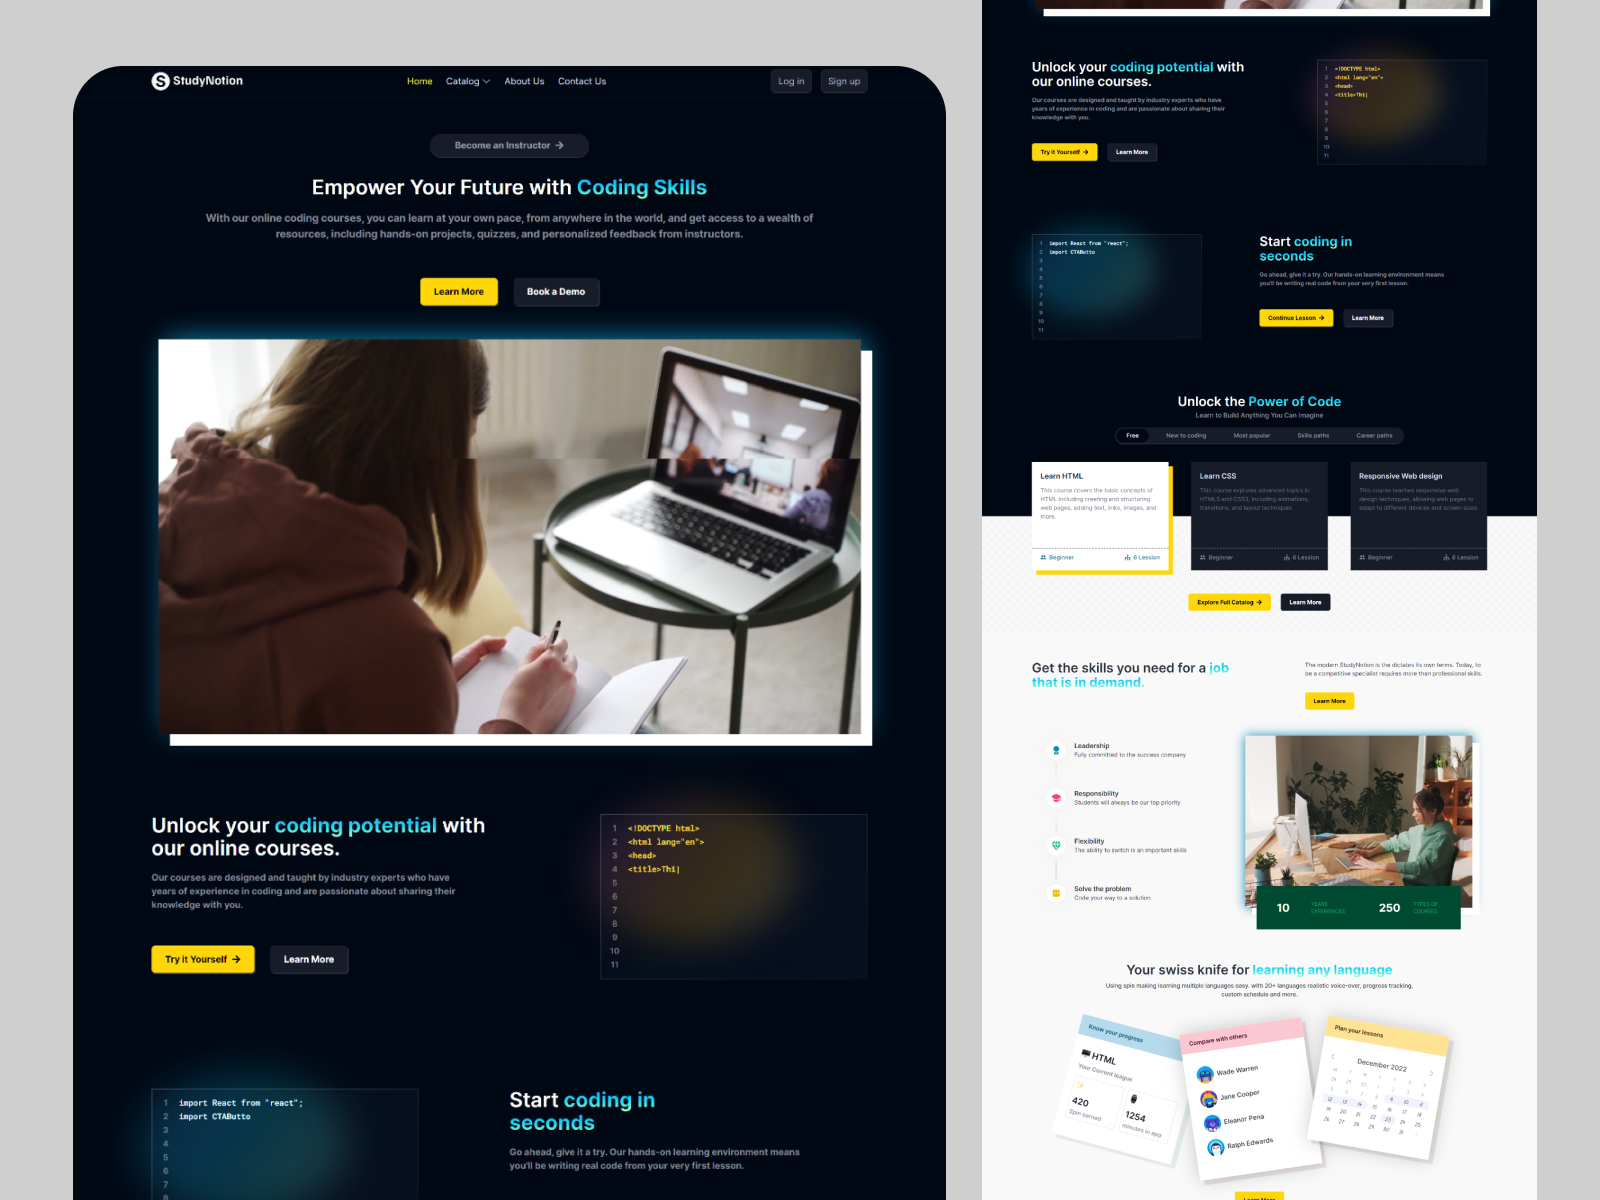 StudyNotion
Home Catalog About Us Contact Us
Log in Sign up
Become an Instructor →
Empower Your Future with Coding Skills
With our online coding courses, you can learn at your own pace, from anywhere in the world, and get access to a wealth of
resources, including hands-on projects, quizzes, and personalized feedback from instructors.
Learn More Book a Demo
Unlock your coding potential with
our online courses.
Our courses are designed and taught by industry experts who have
years of experience in coding and are passionate about sharing their
knowledge with you.
Try it Yourself → Learn More
1 <!DOCTYPE html>
2 <html lang="en">
3 <head>
4 <title>Thi|
5
6
7
8
9
10
11
1 import React from "react";
2 import CTAButto
3
4
5
6
7
8
Start coding in
seconds
Go ahead, give it a try. Our hands-on learning environment means
you'll be writing real code from your very first lesson.
Unlock your coding potential with
our online courses.
Our courses are designed and taught by industry experts who have
years of experience in coding and are passionate about sharing their
knowledge with you.
Try it Yourself → Learn More
1 <!DOCTYPE html>
2 <html lang="en">
3 <head>
4 <title>Thi|
5
6
7
8
9
10
11
1 import React from "react";
2 import CTAButto
3
4
5
6
7
8
9
10
11
Start coding in
seconds
Go ahead, give it a try. Our hands-on learning environment means
you'll be writing real code from your very first lesson.
Continue Lesson → Learn More
Unlock the Power of Code
Learn to Build Anything You Can Imagine
Free New to coding Most popular Skills paths Career paths
Learn HTML
This course covers the basic concepts of
HTML including creating and structuring
web pages, adding text, links, images, and
more.
Beginner 6 Lession
Learn CSS
This course explores advanced topics in
HTML5 and CSS3, including animations,
transitions, and layout techniques
Beginner 6 Lession
Responsive Web design
This course teaches responsive web
design techniques, allowing web pages to
adapt to different devices and screen sizes
Beginner 6 Lession
Explore Full Catalog → Learn More
Get the skills you need for a job
that is in demand.
The modern StudyNotion is the dictates its own terms. Today, to
be a competitive specialist requires more than professional skills.
Learn More
Leadership
Fully committed to the success company
Responsibility
Students will always be our top priority
Flexibility
The ability to switch is an important skills
Solve the problem
Code your way to a solution
10 YEARS
EXPERIENCES
250 TYPES OF
COURSES
Your swiss knife for learning any language
Using spin making learning multiple languages easy. with 20+ languages realistic voice-over, progress tracking,
custom schedule and more.
Know your progress
HTML
Your Current league
420
Spin earned
1254
minutes in app
Compare with others
Wade Warren
Jane Cooper
Eleanor Pena
Ralph Edwards
Plan your lessons
December 2022
12 13 14 15 16 17 18
19 20 21 22 23 24 25
26 27 28 29 30 31
Learn More